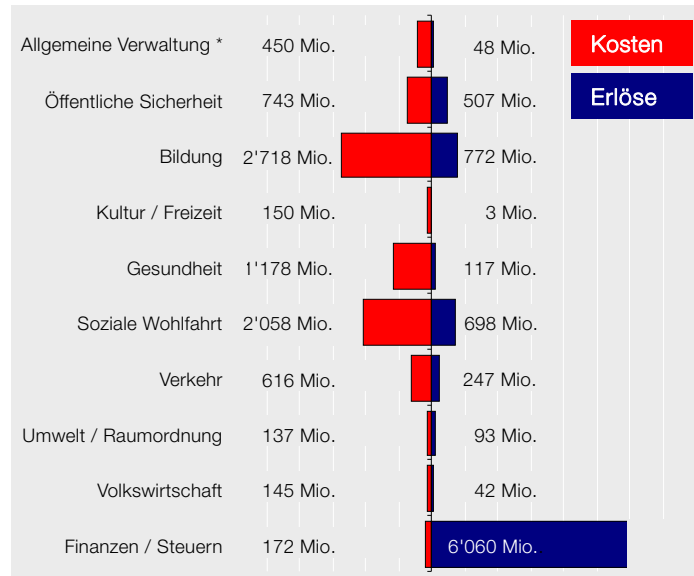 Allgemeine Verwaltung * 450 Mio. 48 Mio. Kosten
Öffentliche Sicherheit 743 Mio. 507 Mio. Erlöse
Bildung 2'718 Mio. 772 Mio.
Kultur / Freizeit 150 Mio. 3 Mio.
Gesundheit 1'178 Mio. 117 Mio.
Soziale Wohlfahrt 2'058 Mio. 698 Mio.
Verkehr 616 Mio. 247 Mio.
Umwelt / Raumordnung 137 Mio. 93 Mio.
Volkswirtschaft 145 Mio. 42 Mio.
Finanzen / Steuern 172 Mio. 6'060 Mio.